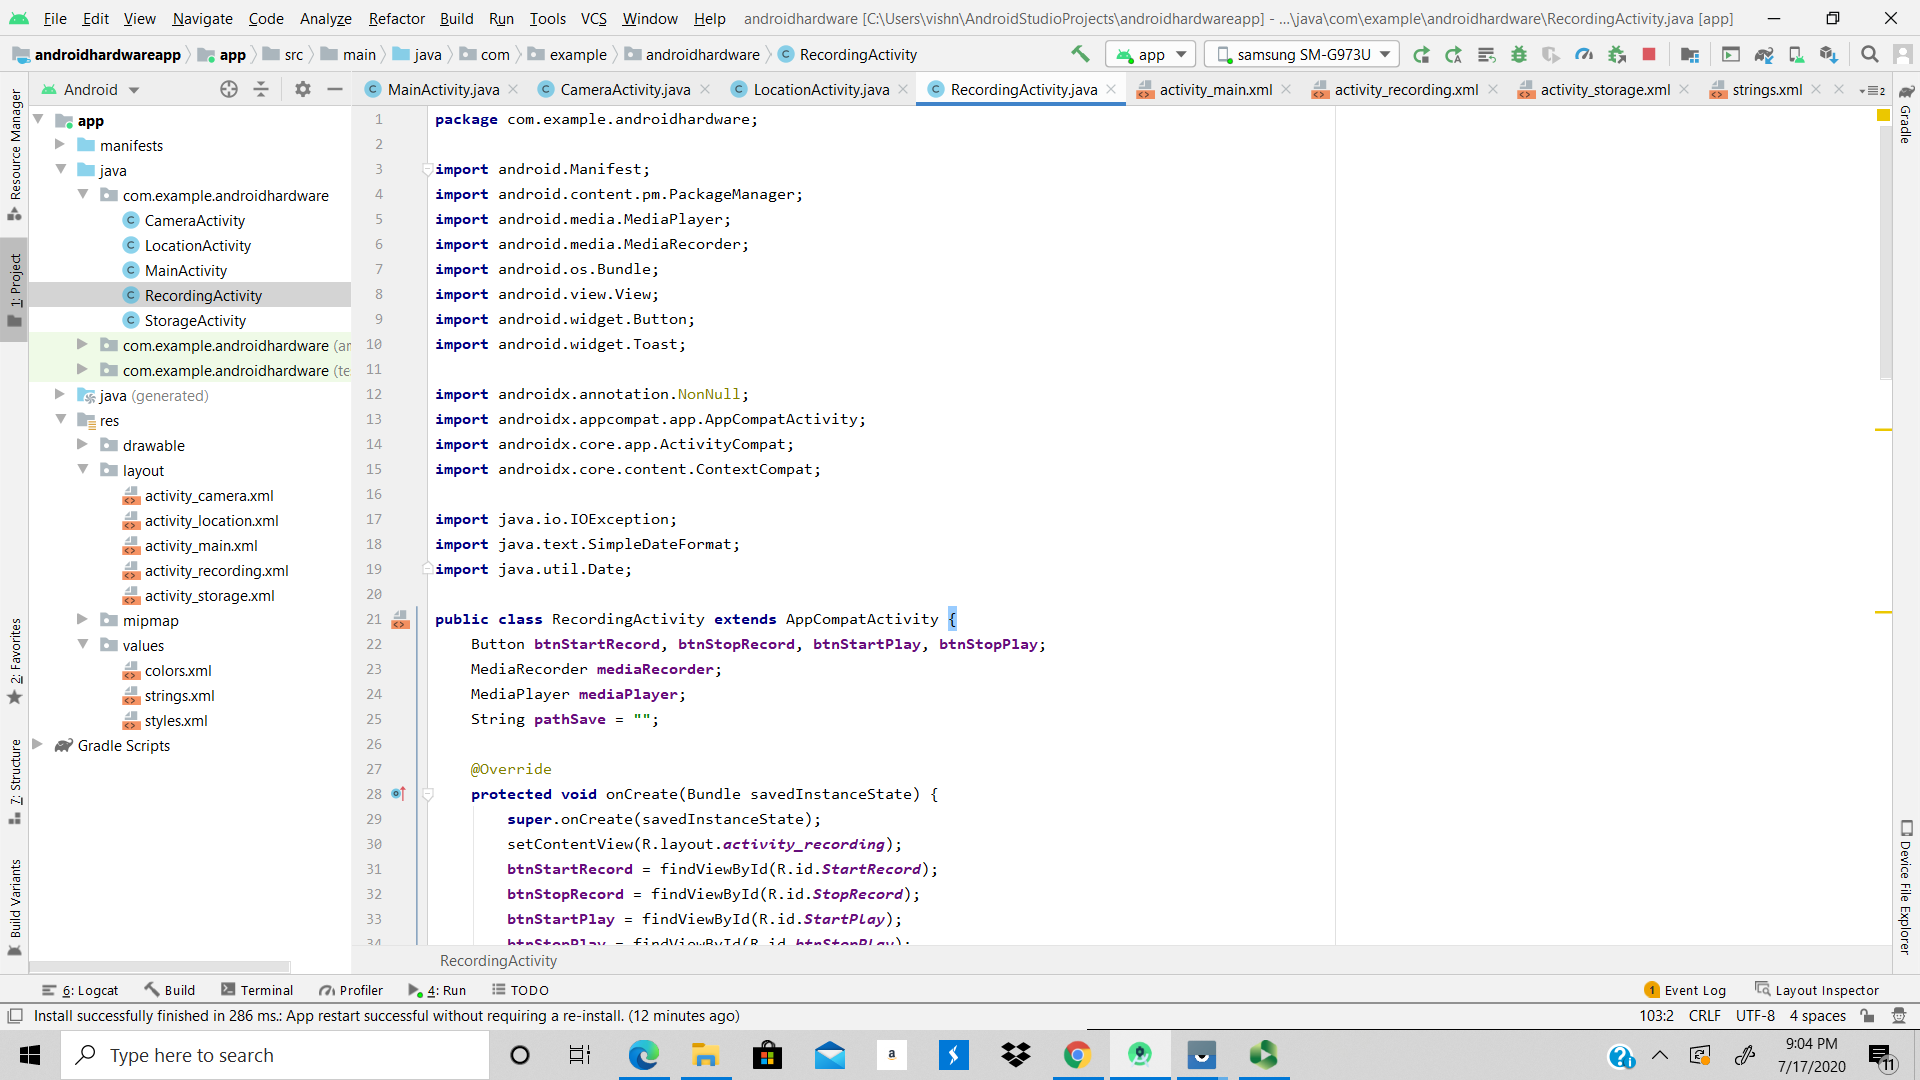 File Edit View Navigate Code Analyze Refactor Build Run Tools VCS Window Help androidhardware [C:\Users\vishn\AndroidStudioProjects\androidhardwareapp] - ...\java\com\example\androidhardware\RecordingActivity.java [app]
androidhardwareapp app src main java com example androidhardware RecordingActivity app samsung SM-G973U
Android MainActivity.java CameraActivity.java LocationActivity.java RecordingActivity.java activity_main.xml activity_recording.xml activity_storage.xml strings.xml 2
Resource Manager
1: Project
2: Favorites
7: Structure
Build Variants
app
manifests
java
com.example.androidhardware
CameraActivity
LocationActivity
MainActivity
RecordingActivity
StorageActivity
com.example.androidhardware (ar
com.example.androidhardware (te
java (generated)
res
drawable
layout
activity_camera.xml
activity_location.xml
activity_main.xml
activity_recording.xml
activity_storage.xml
mipmap
values
colors.xml
strings.xml
styles.xml
Gradle Scripts
1 package com.example.androidhardware;
2
3 import android.Manifest;
4 import android.content.pm.PackageManager;
5 import android.media.MediaPlayer;
6 import android.media.MediaRecorder;
7 import android.os.Bundle;
8 import android.view.View;
9 import android.widget.Button;
10 import android.widget.Toast;
11
12 import androidx.annotation.NonNull;
13 import androidx.appcompat.app.AppCompatActivity;
14 import androidx.core.app.ActivityCompat;
15 import androidx.core.content.ContextCompat;
16
17 import java.io.IOException;
18 import java.text.SimpleDateFormat;
19 import java.util.Date;
20
21 public class RecordingActivity extends AppCompatActivity {
22 Button btnStartRecord, btnStopRecord, btnStartPlay, btnStopPlay;
23 MediaRecorder mediaRecorder;
24 MediaPlayer mediaPlayer;
25 String pathSave = "";
26
27 @Override
28 protected void onCreate(Bundle savedInstanceState) {
29 super.onCreate(savedInstanceState);
30 setContentView(R.layout.activity_recording);
31 btnStartRecord = findViewById(R.id.StartRecord);
32 btnStopRecord = findViewById(R.id.StopRecord);
33 btnStartPlay = findViewById(R.id.StartPlay);
34 btnStopPlay = findViewById(R.id.btnStopPlay);
RecordingActivity
Gradle
Device File Explorer
6: Logcat Build Terminal Profiler 4: Run TODO 1 Event Log Layout Inspector
Install successfully finished in 286 ms.: App restart successful without requiring a re-install. (12 minutes ago) 103:2 CRLF UTF-8 4 spaces
Type here to search a 9:04 PM
7/17/2020 11